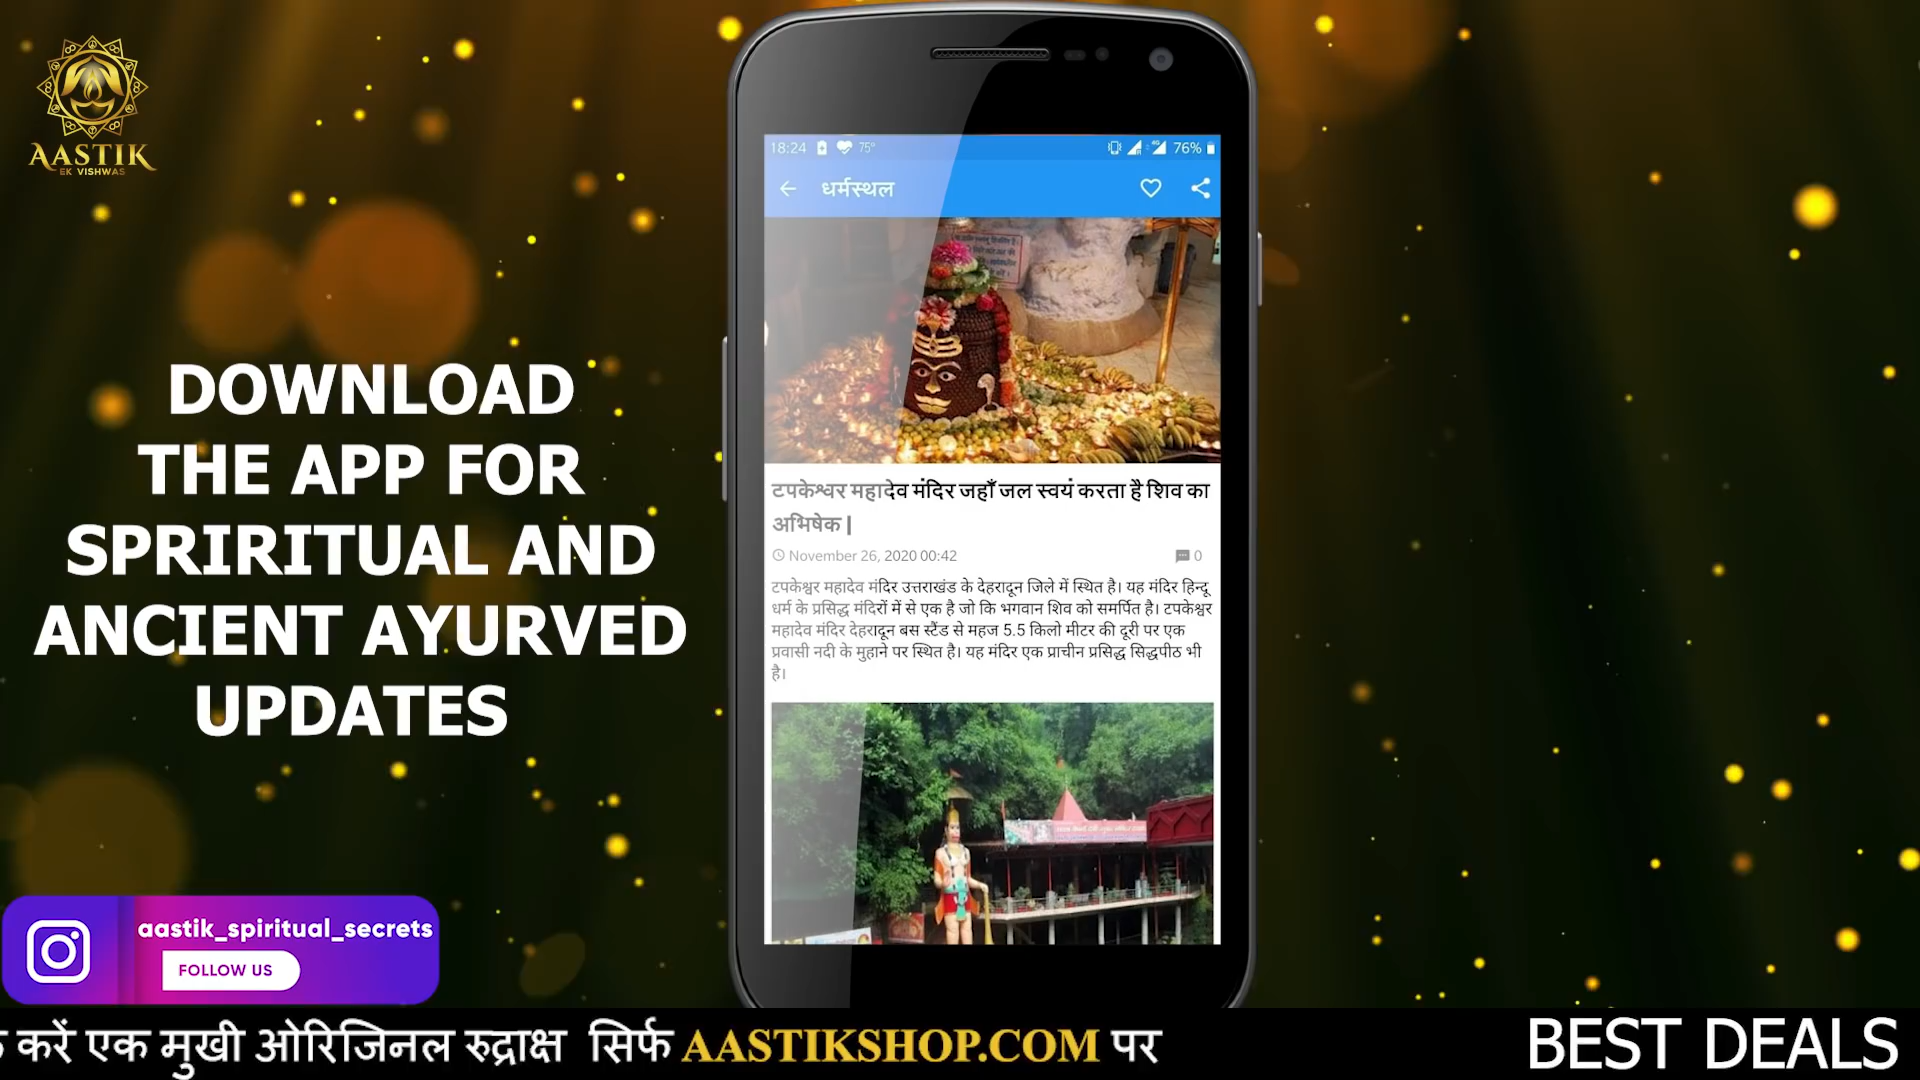 AASTIK
EK VISHWAS
DOWNLOAD
THE APP FOR
SPRIRITUAL AND
ANCIENT AYURVED
UPDATES
18:24 75° 4G 76%
धर्मस्थल
टपकेश्वर महादेव मंदिर जहाँ जल स्वयं करता है शिव का
अभिषेक |
November 26, 2020 00:42 0
टपकेश्वर महादेव मंदिर उत्तराखंड के देहरादून जिले में स्थित है। यह मंदिर हिन्दू
धर्म के प्रसिद्ध मंदिरों में से एक है जो कि भगवान शिव को समर्पित है। टपकेश्वर
महादेव मंदिर देहरादून बस स्टैंड से महज 5.5 किलो मीटर की दूरी पर एक
प्रवासी नदी के मुहाने पर स्थित है। यह मंदिर एक प्राचीन प्रसिद्ध सिद्धपीठ भी
है।
aastik_spiritual_secrets
FOLLOW US
करें एक मुखी ओरिजिनल रुद्राक्ष सिर्फ AASTIKSHOP.COM पर
BEST DEALS